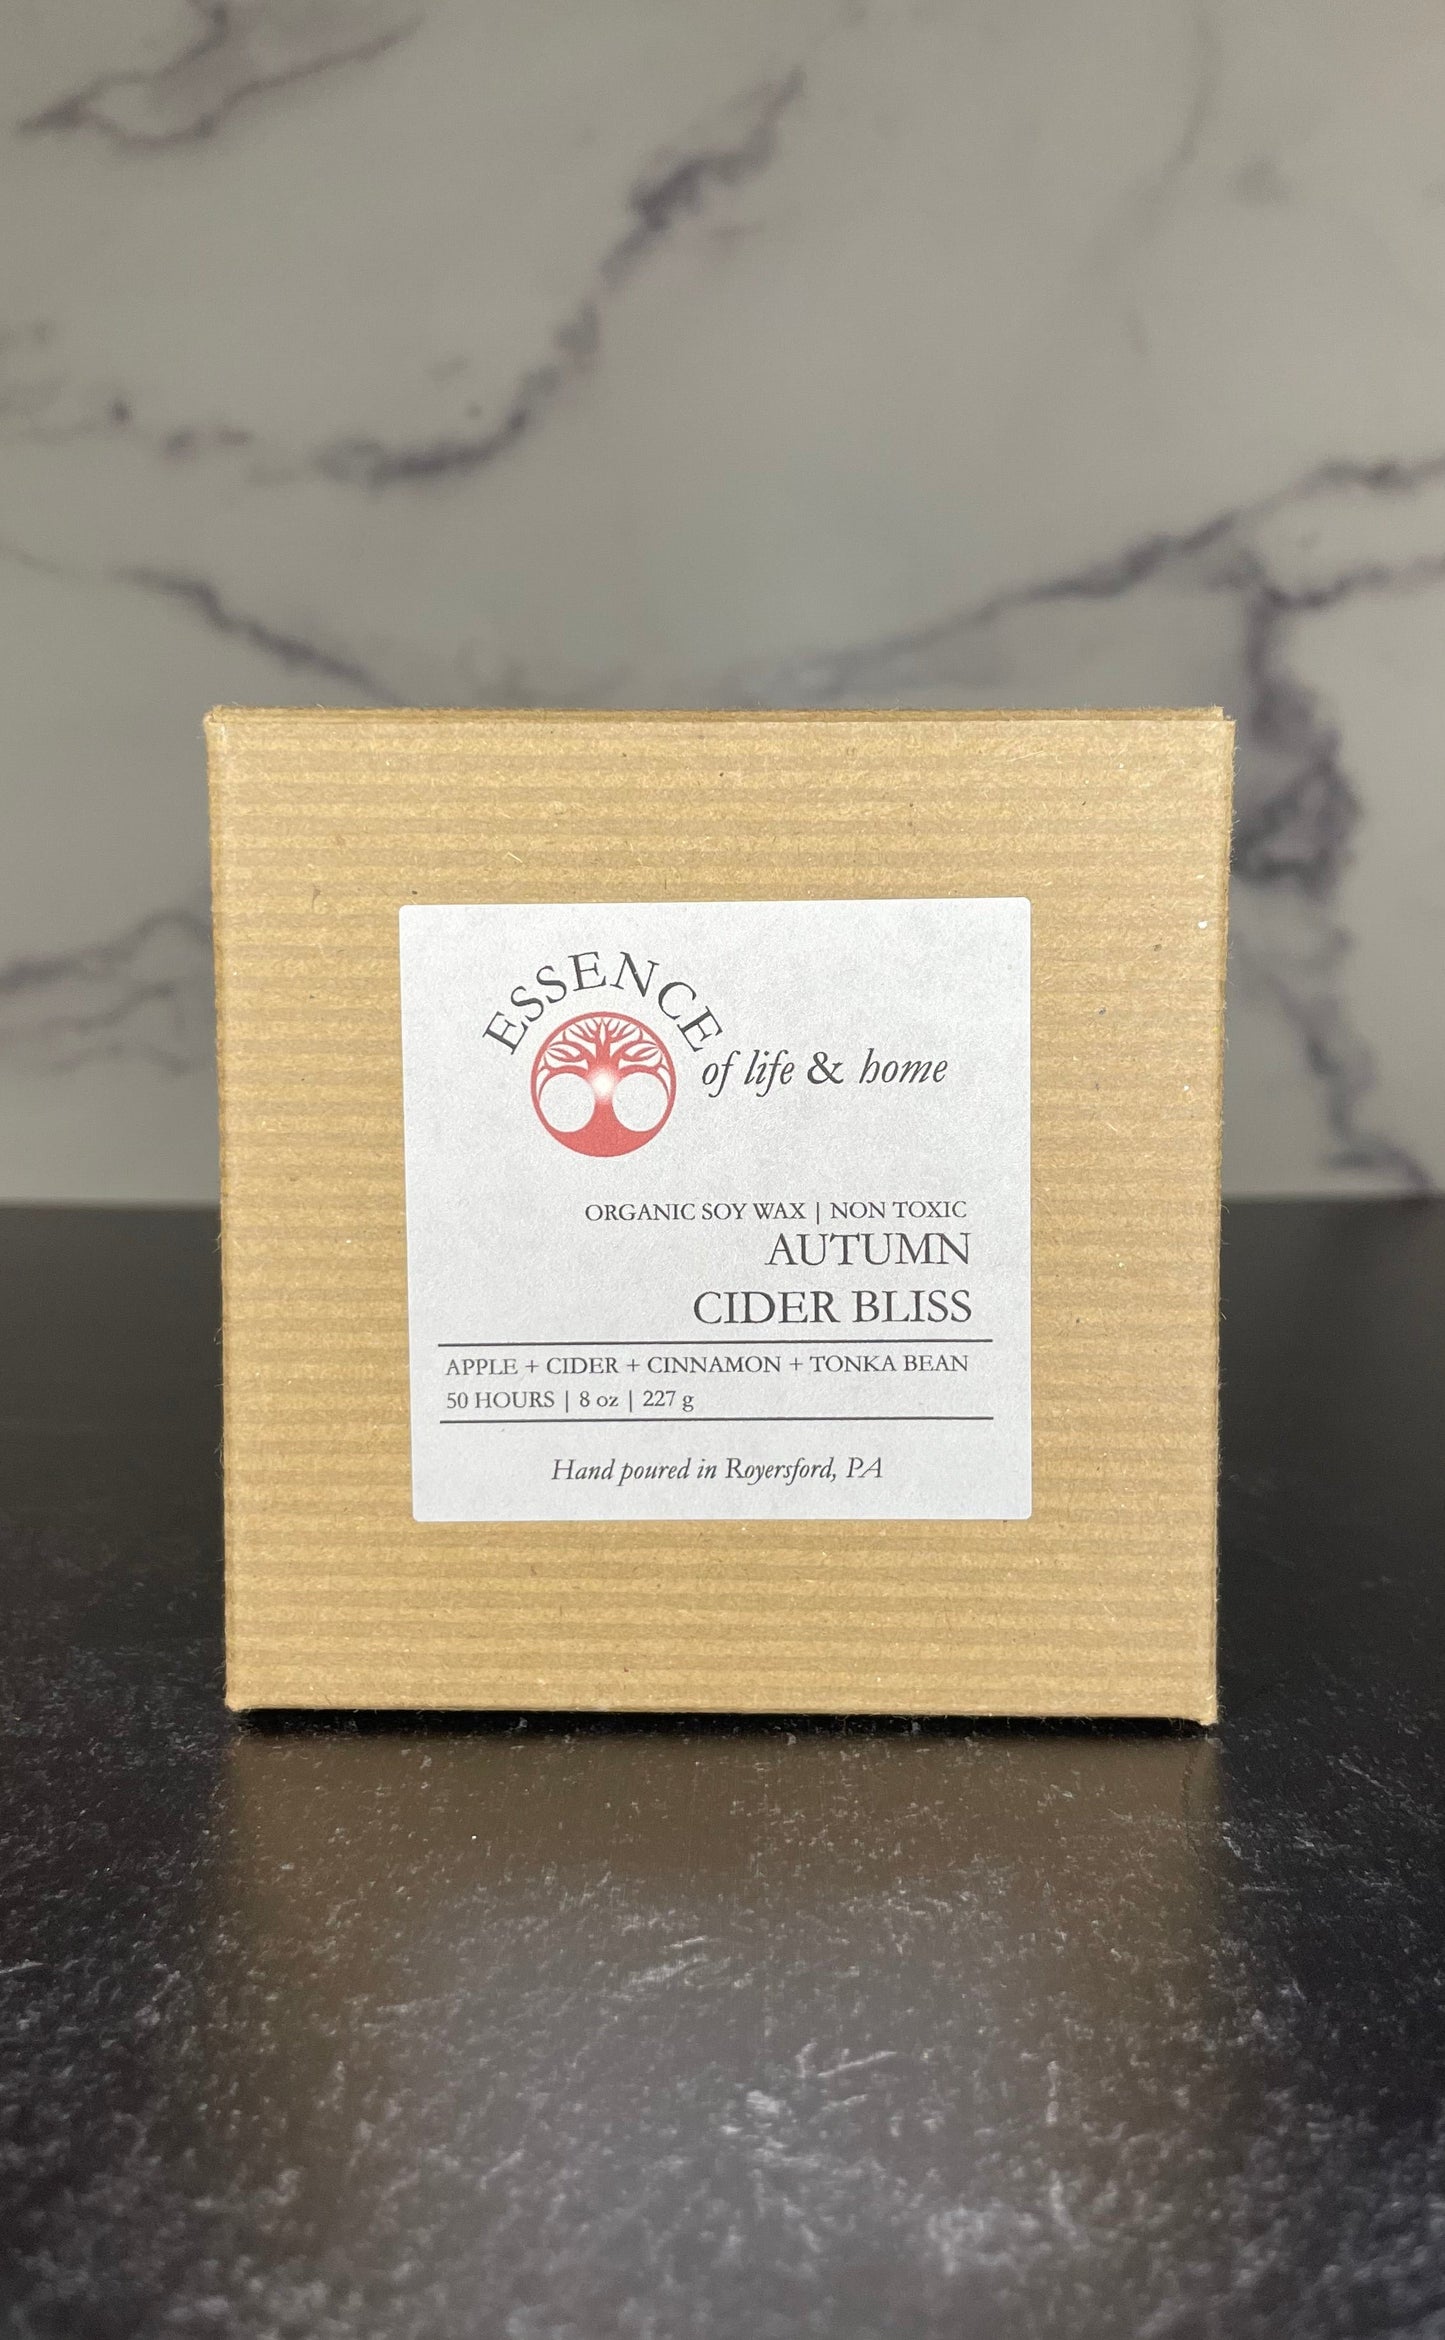 ESSENCE
of life & home
ORGANIC SOY WAX | NON TOXIC
AUTUMN
CIDER BLISS
APPLE + CIDER + CINNAMON + TONKA BEAN
50 HOURS | 8 oz | 227 g
Hand poured in Royersford, PA